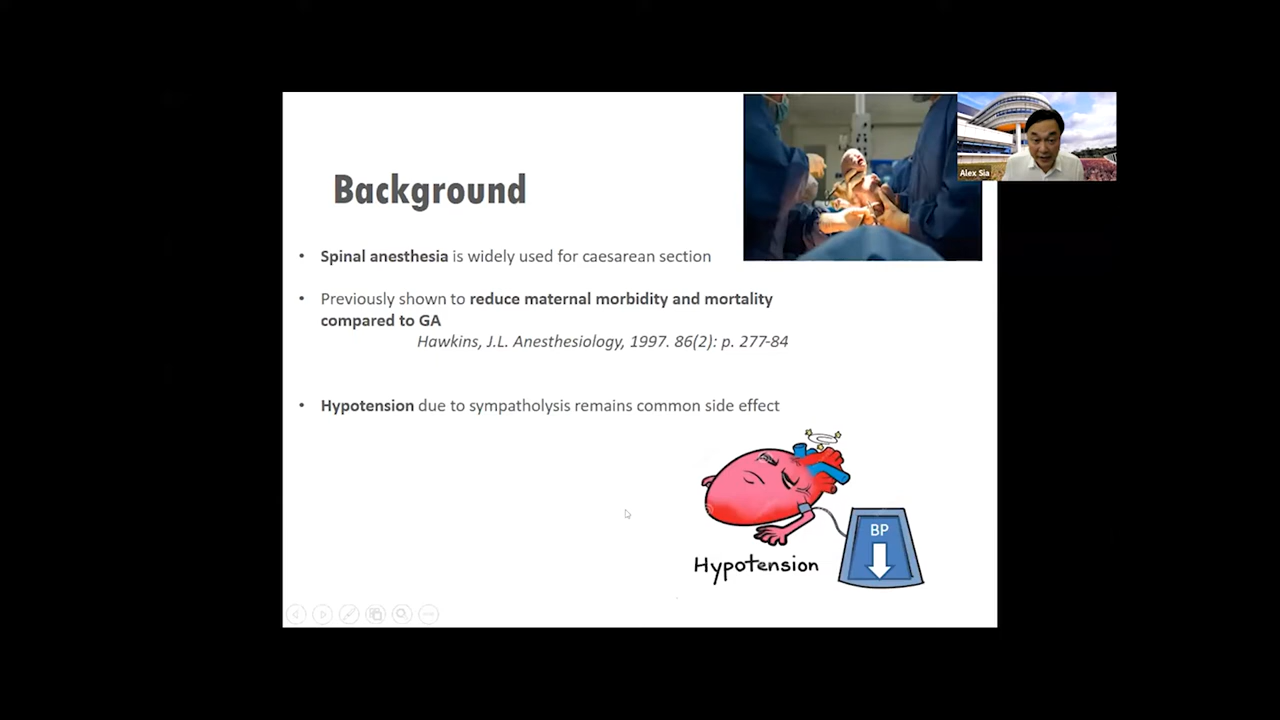 Alex Sia
Background
• Spinal anesthesia is widely used for caesarean section
• Previously shown to reduce maternal morbidity and mortality
compared to GA
Hawkins, J.L. Anesthesiology, 1997. 86(2): p. 277-84
• Hypotension due to sympatholysis remains common side effect
BP
Hypotension